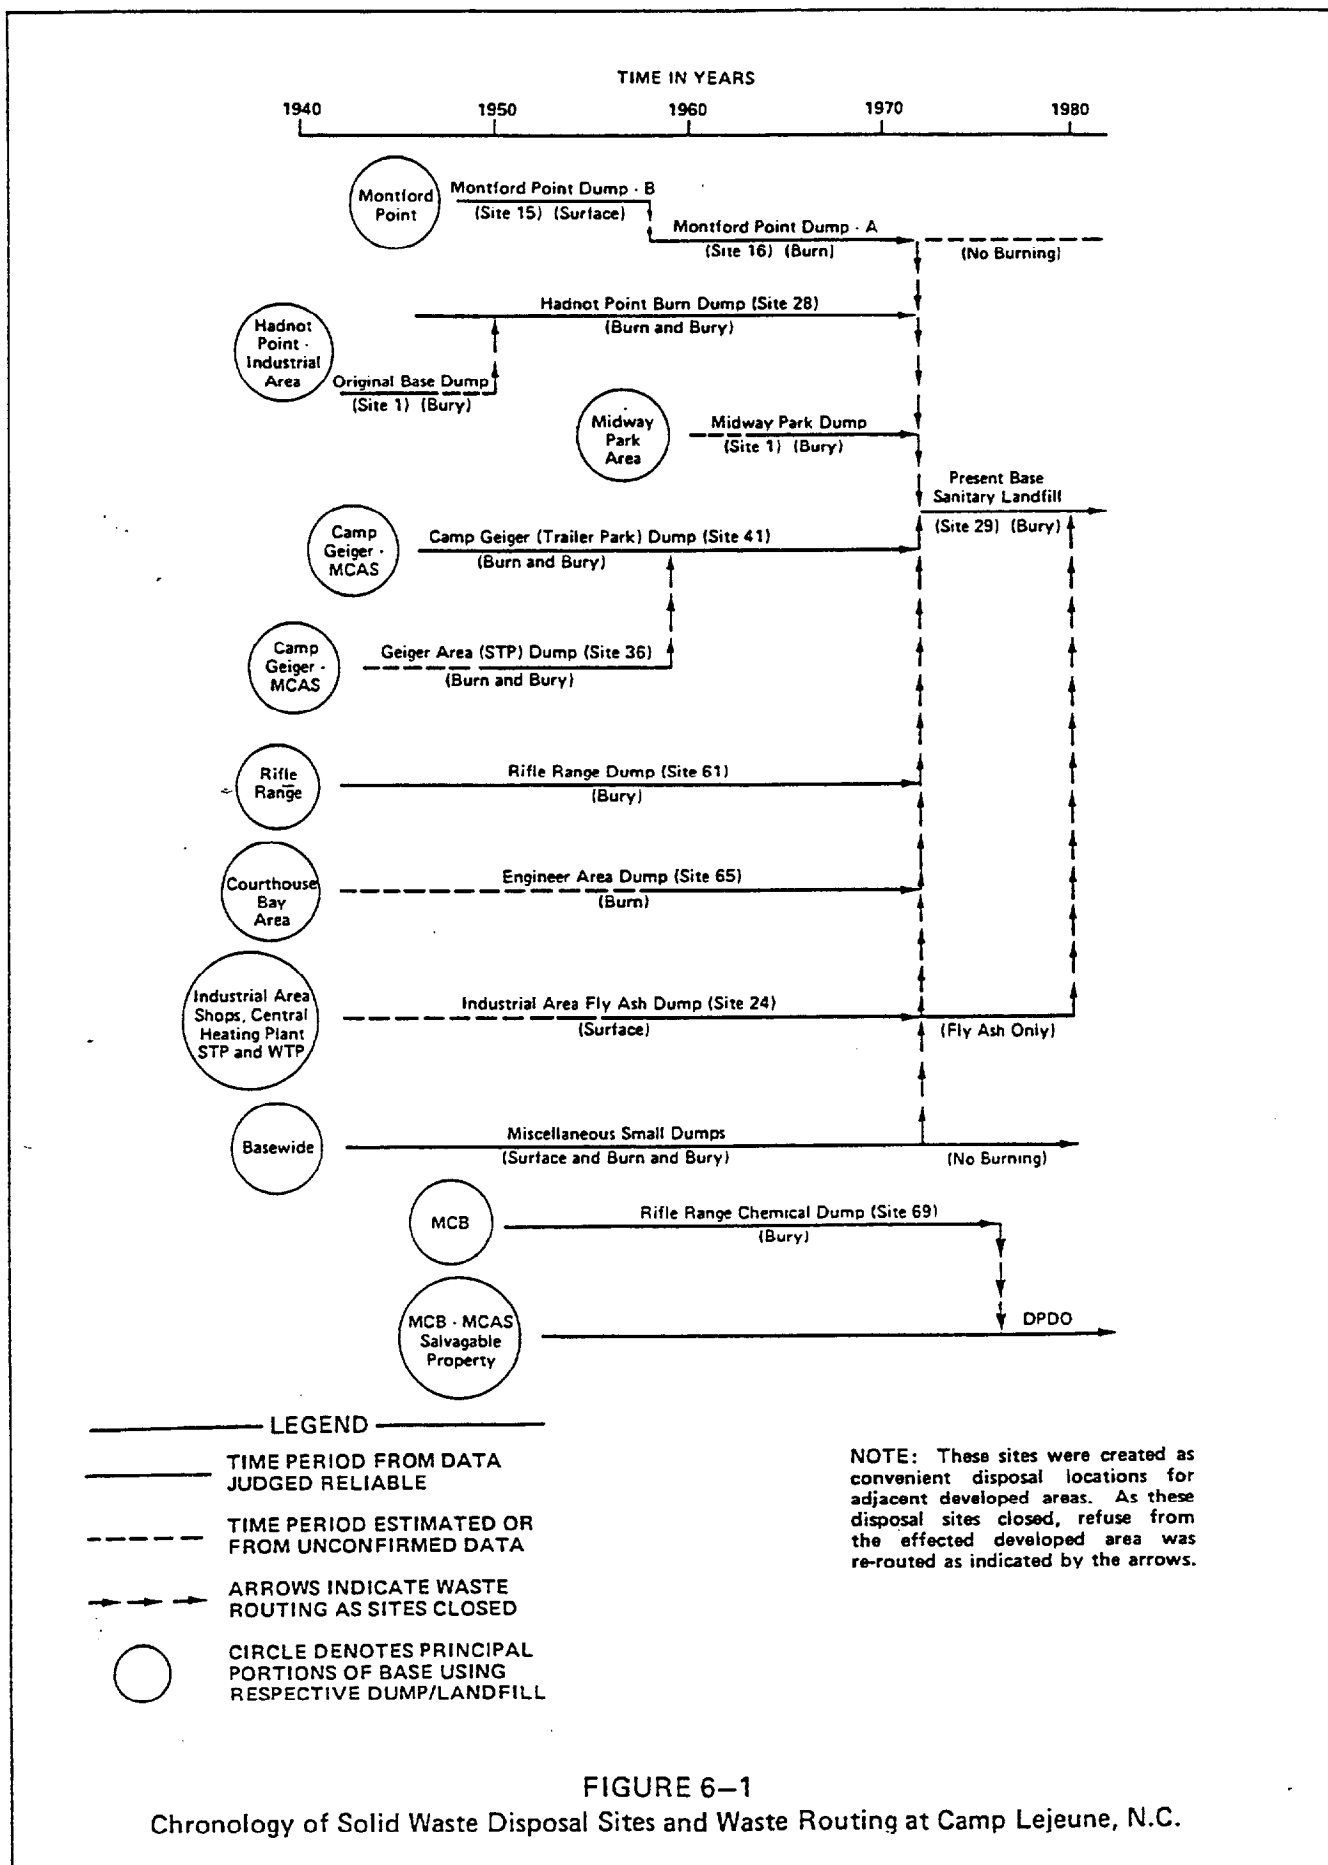 TIME IN YEARS
1940 1950 1960 1970 1980
Montford
Point
Montford Point Dump - B
(Site 15) (Surface)
Montford Point Dump - A
(Site 16) (Burn)
(No Burning)
Hadnot
Point -
Industrial
Area
Hadnot Point Burn Dump (Site 28)
(Burn and Bury)
Original Base Dump
(Site 1) (Bury)
Midway
Park
Area
Midway Park Dump
(Site 1) (Bury)
Present Base
Sanitary Landfill
(Site 29) (Bury)
Camp
Geiger -
MCAS
Camp Geiger (Trailer Park) Dump (Site 41)
(Burn and Bury)
Camp
Geiger -
MCAS
Geiger Area (STP) Dump (Site 36)
(Burn and Bury)
Rifle
Range
Rifle Range Dump (Site 61)
(Bury)
Courthouse
Bay
Area
Engineer Area Dump (Site 65)
(Burn)
Industrial Area
Shops, Central
Heating Plant
STP and WTP
Industrial Area Fly Ash Dump (Site 24)
(Surface)
(Fly Ash Only)
Basewide
Miscellaneous Small Dumps
(Surface and Burn and Bury)
(No Burning)
MCB
Rifle Range Chemical Dump (Site 69)
(Bury)
MCB - MCAS
Salvagable
Property
DPDO
LEGEND
TIME PERIOD FROM DATA
JUDGED RELIABLE
TIME PERIOD ESTIMATED OR
FROM UNCONFIRMED DATA
ARROWS INDICATE WASTE
ROUTING AS SITES CLOSED
CIRCLE DENOTES PRINCIPAL
PORTIONS OF BASE USING
RESPECTIVE DUMP/LANDFILL
NOTE: These sites were created as
convenient disposal locations for
adjacent developed areas. As these
disposal sites closed, refuse from
the effected developed area was
re-routed as indicated by the arrows.
FIGURE 6–1
Chronology of Solid Waste Disposal Sites and Waste Routing at Camp Lejeune, N.C.